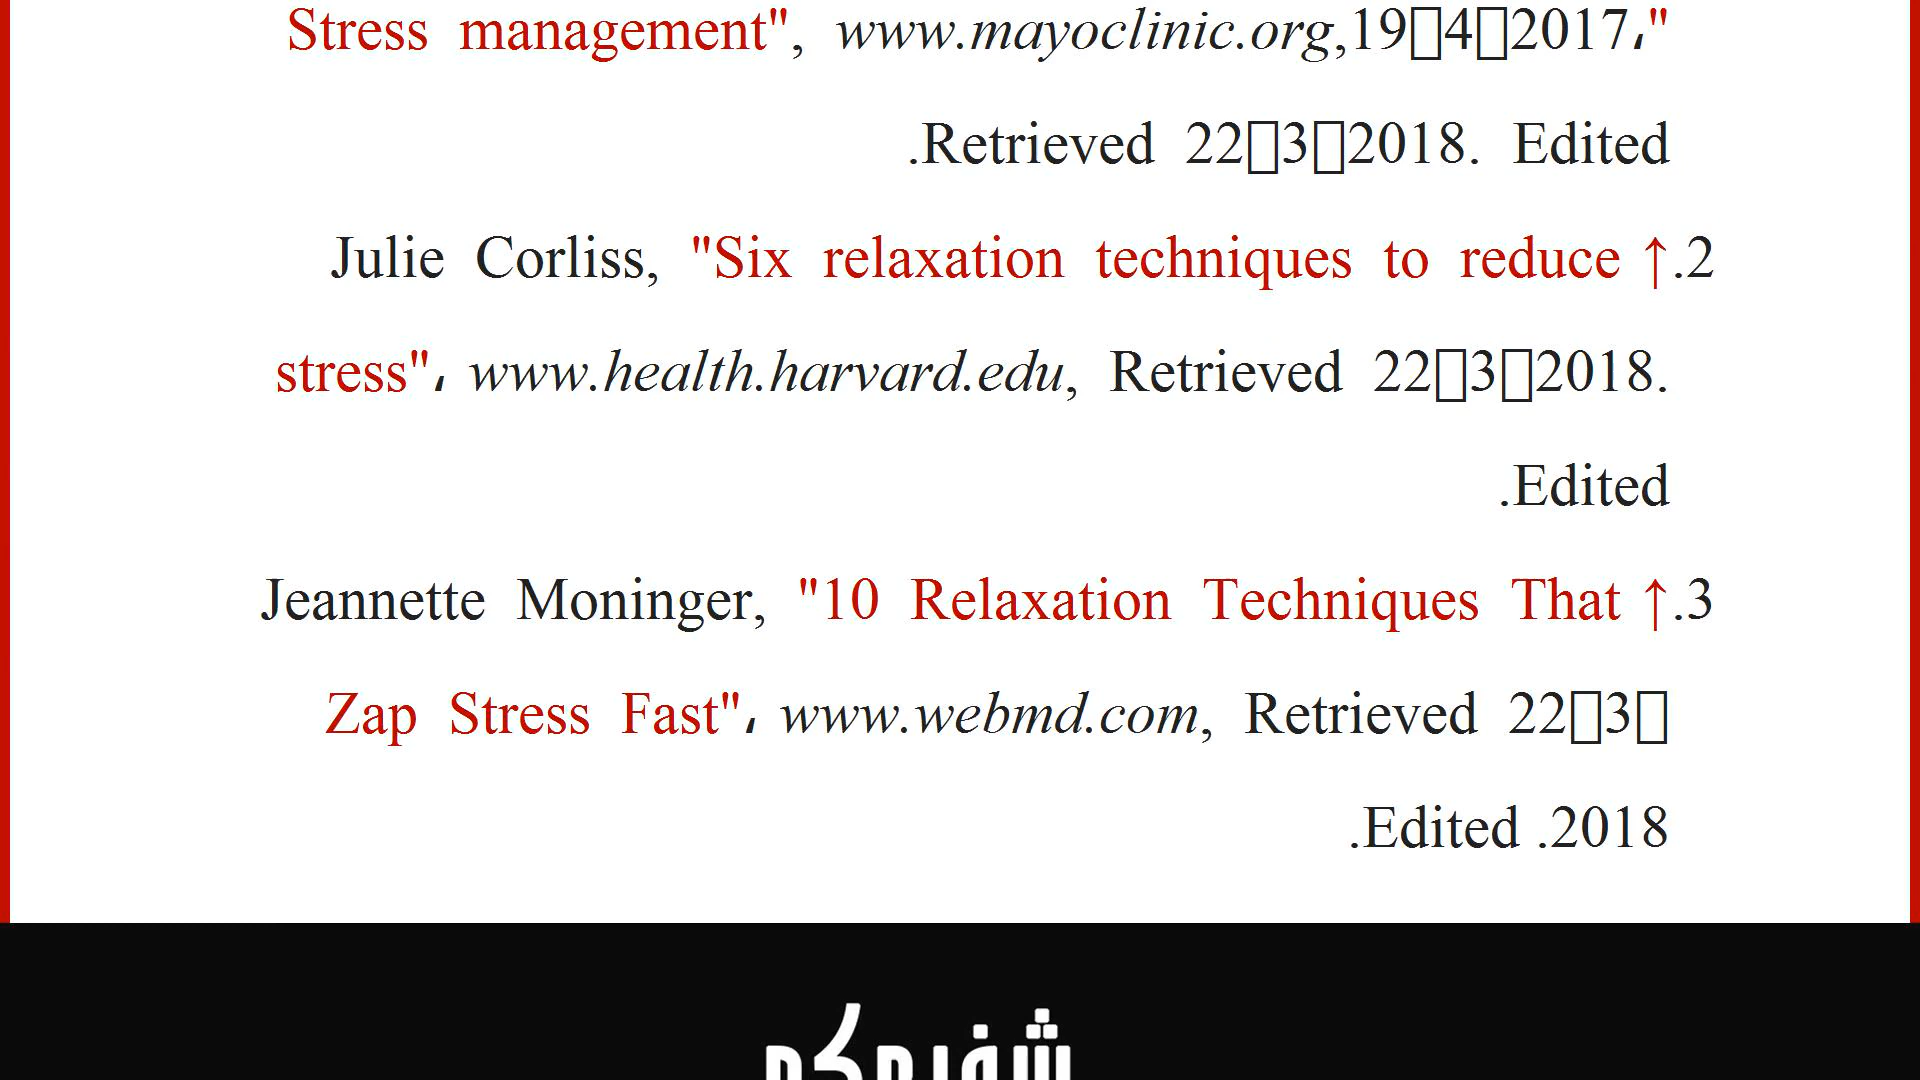 Stress management", www.mayoclinic.org,19▯4▯2017،"
.Retrieved 22▯3▯2018. Edited
Julie Corliss, "Six relaxation techniques to reduce ↑.2
stress"، www.health.harvard.edu, Retrieved 22▯3▯2018.
.Edited
Jeannette Moninger, "10 Relaxation Techniques That ↑.3
Zap Stress Fast"، www.webmd.com, Retrieved 22▯3▯
.Edited .2018